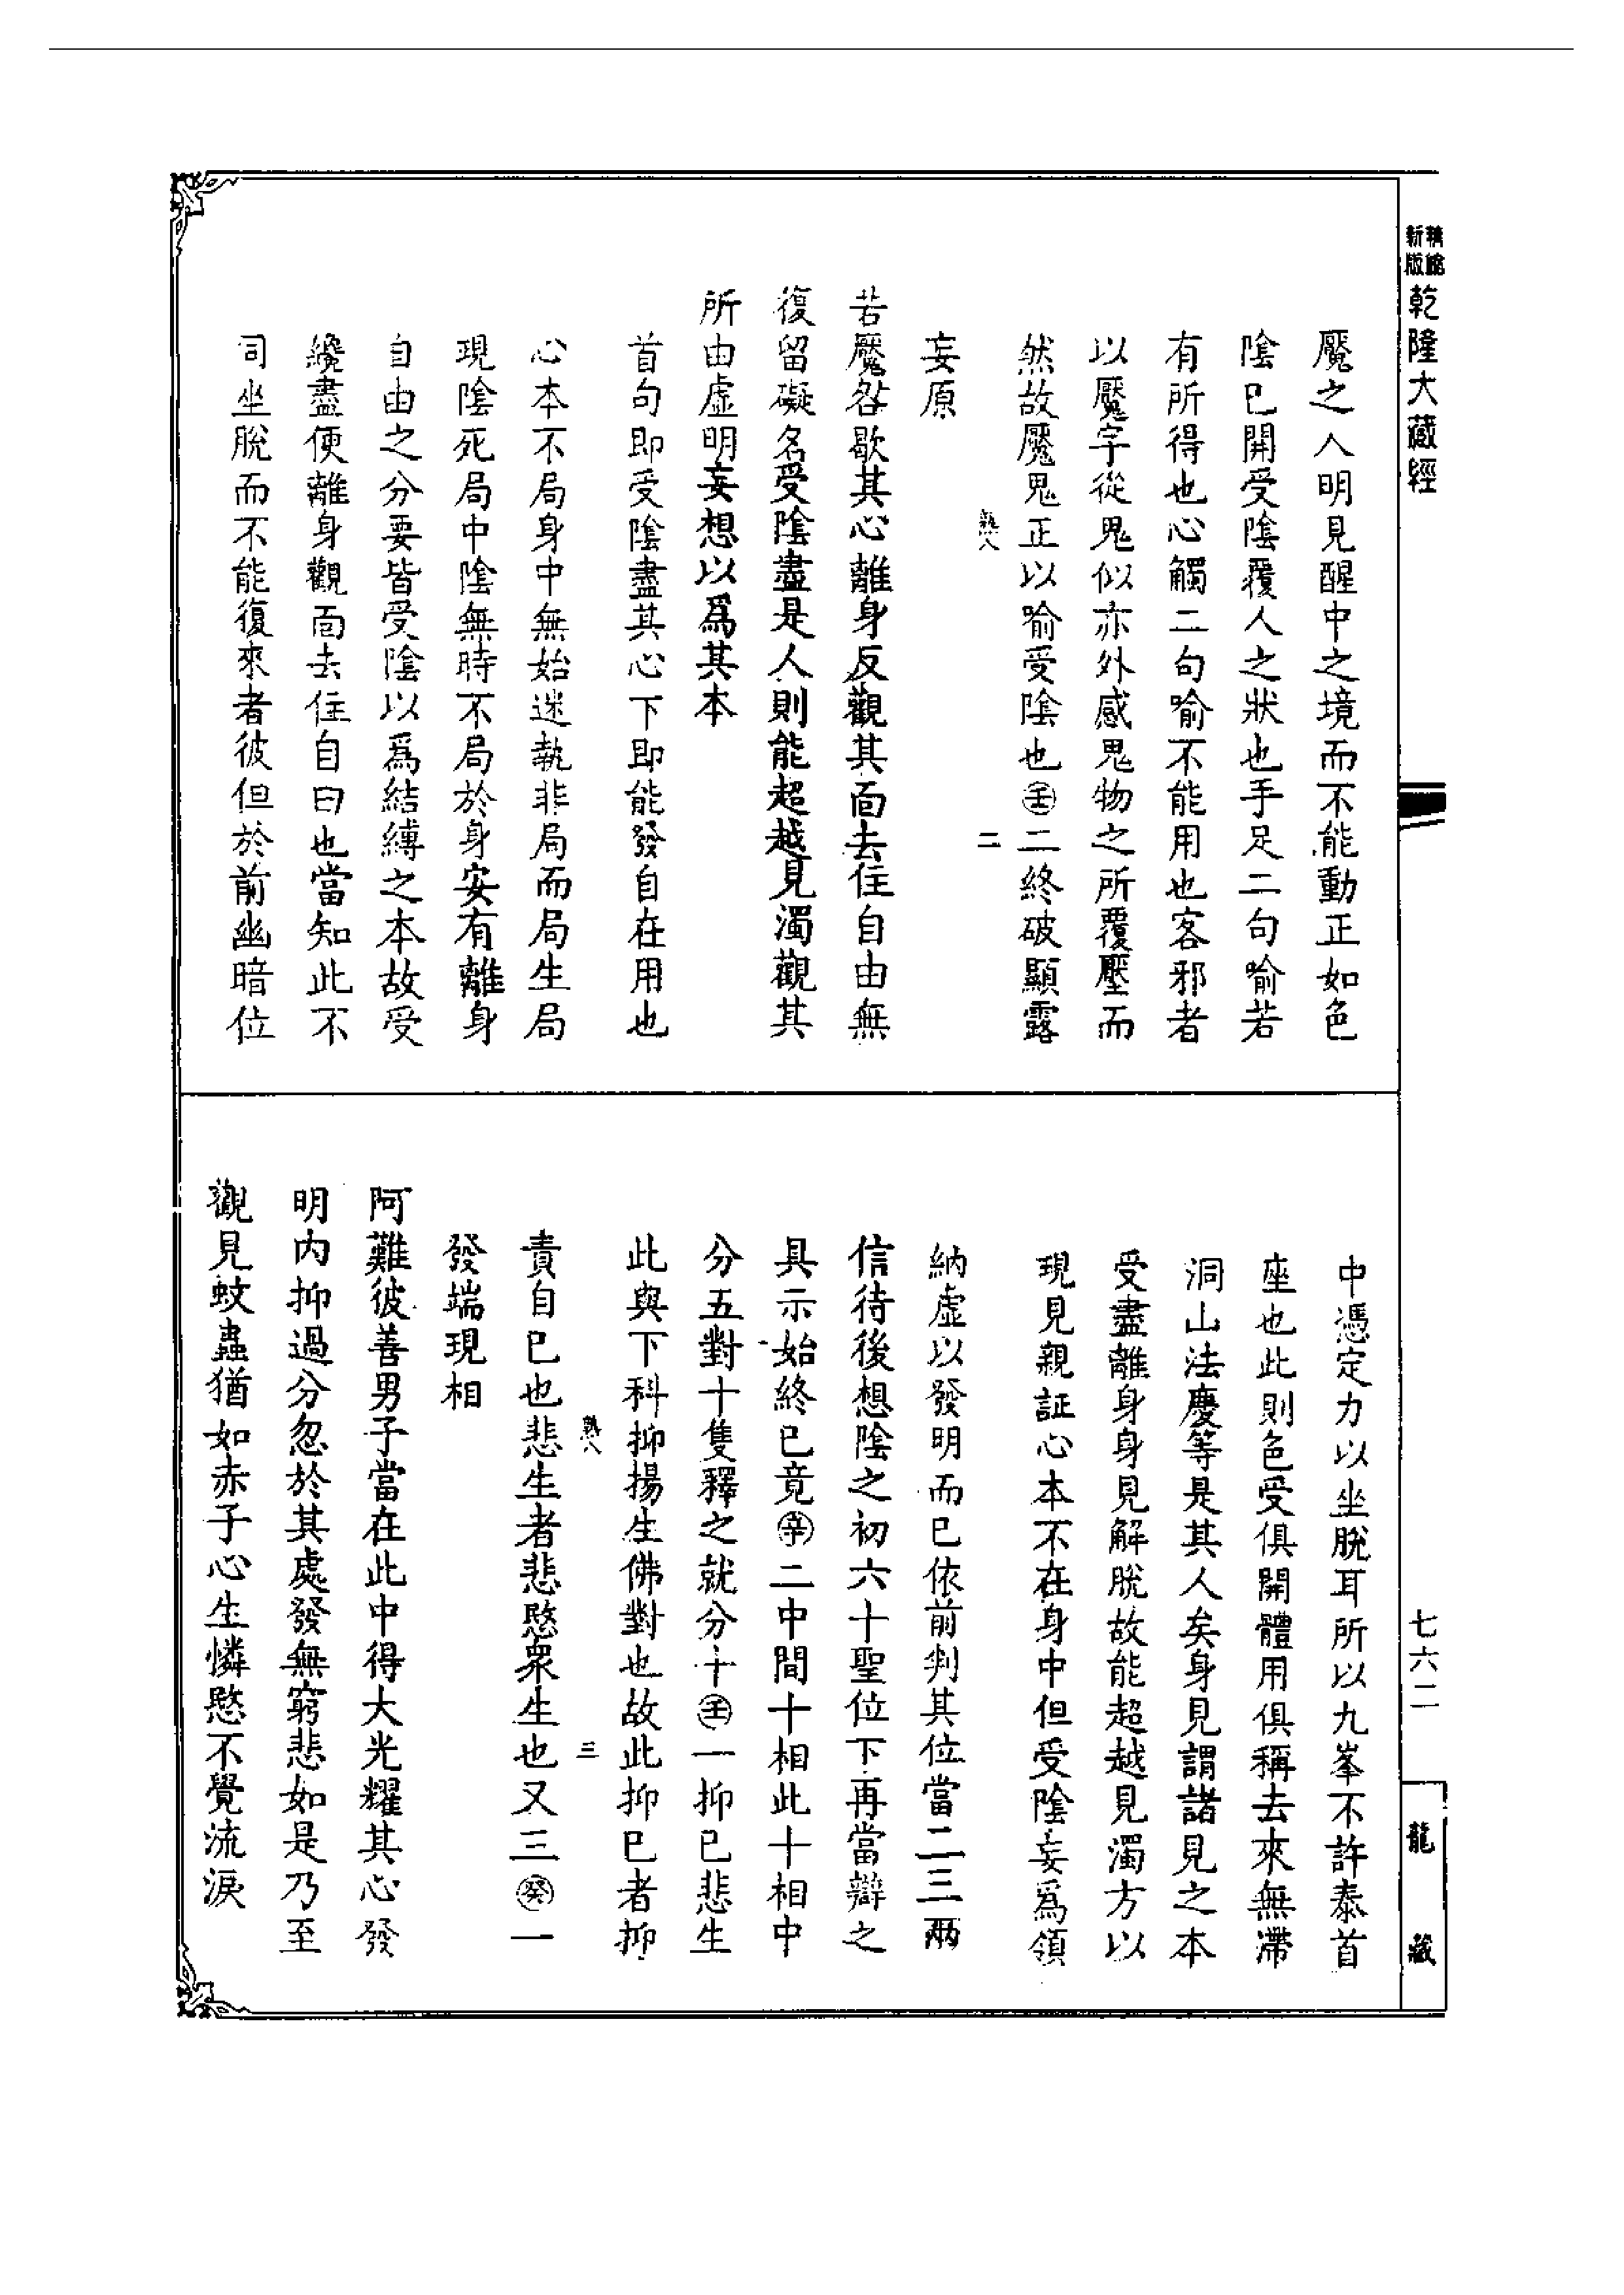 新版
乾隆大藏經
魘之人明見醒中之境而不能動正如色
陰已開受陰覆人之狀也手足二句喻若
有所得也心觸二句喻不能用也客邪者
以魘字從鬼似亦外感鬼物之所覆壓而
然故魘鬼正以喻受陰也㊣二終破顯露
熟八 二
妄原
若魘咎歇其心離身反觀其面去住自由無
復留礙名受陰盡是人則能超越見濁觀其
所由虛明妄想以爲其本
首句即受陰盡其心下即能發自在用也
心本不局身中無始迷執非局而局生局
現陰死局中陰無時不局於身安有離身
自由之分要皆受陰以爲結縛之本故受
纔盡便離身觀面去住自由也當知此不
同坐脫而不能復來者彼但於前幽暗位
中憑定力以坐脫耳所以九峯不許泰首
座也此則色受俱開體用俱稱去來無滯
洞山法慶等是其人矣身見謂諸見之本
受盡離身身見解脫故能超越見濁方以
現見親証心本不在身中但受陰妄爲領
納虛以發明而已依前判其位當二三兩
信待後想陰之初六十聖位下再當辯之
具示始終已竟㊛二中間十相此十相中
分五對十隻釋之就分十㊣一抑已悲生
此與下科抑揚生佛對也故此抑已者抑
熟八 三
責自已也悲生者悲愍衆生也又三㊝一
發端現相
阿難彼善男子當在此中得大光耀其心發
明内抑過分忽於其處發無窮悲如是乃至
觀見蚊蟲猶如赤子心生憐愍不覺流淚
七六二
龍藏